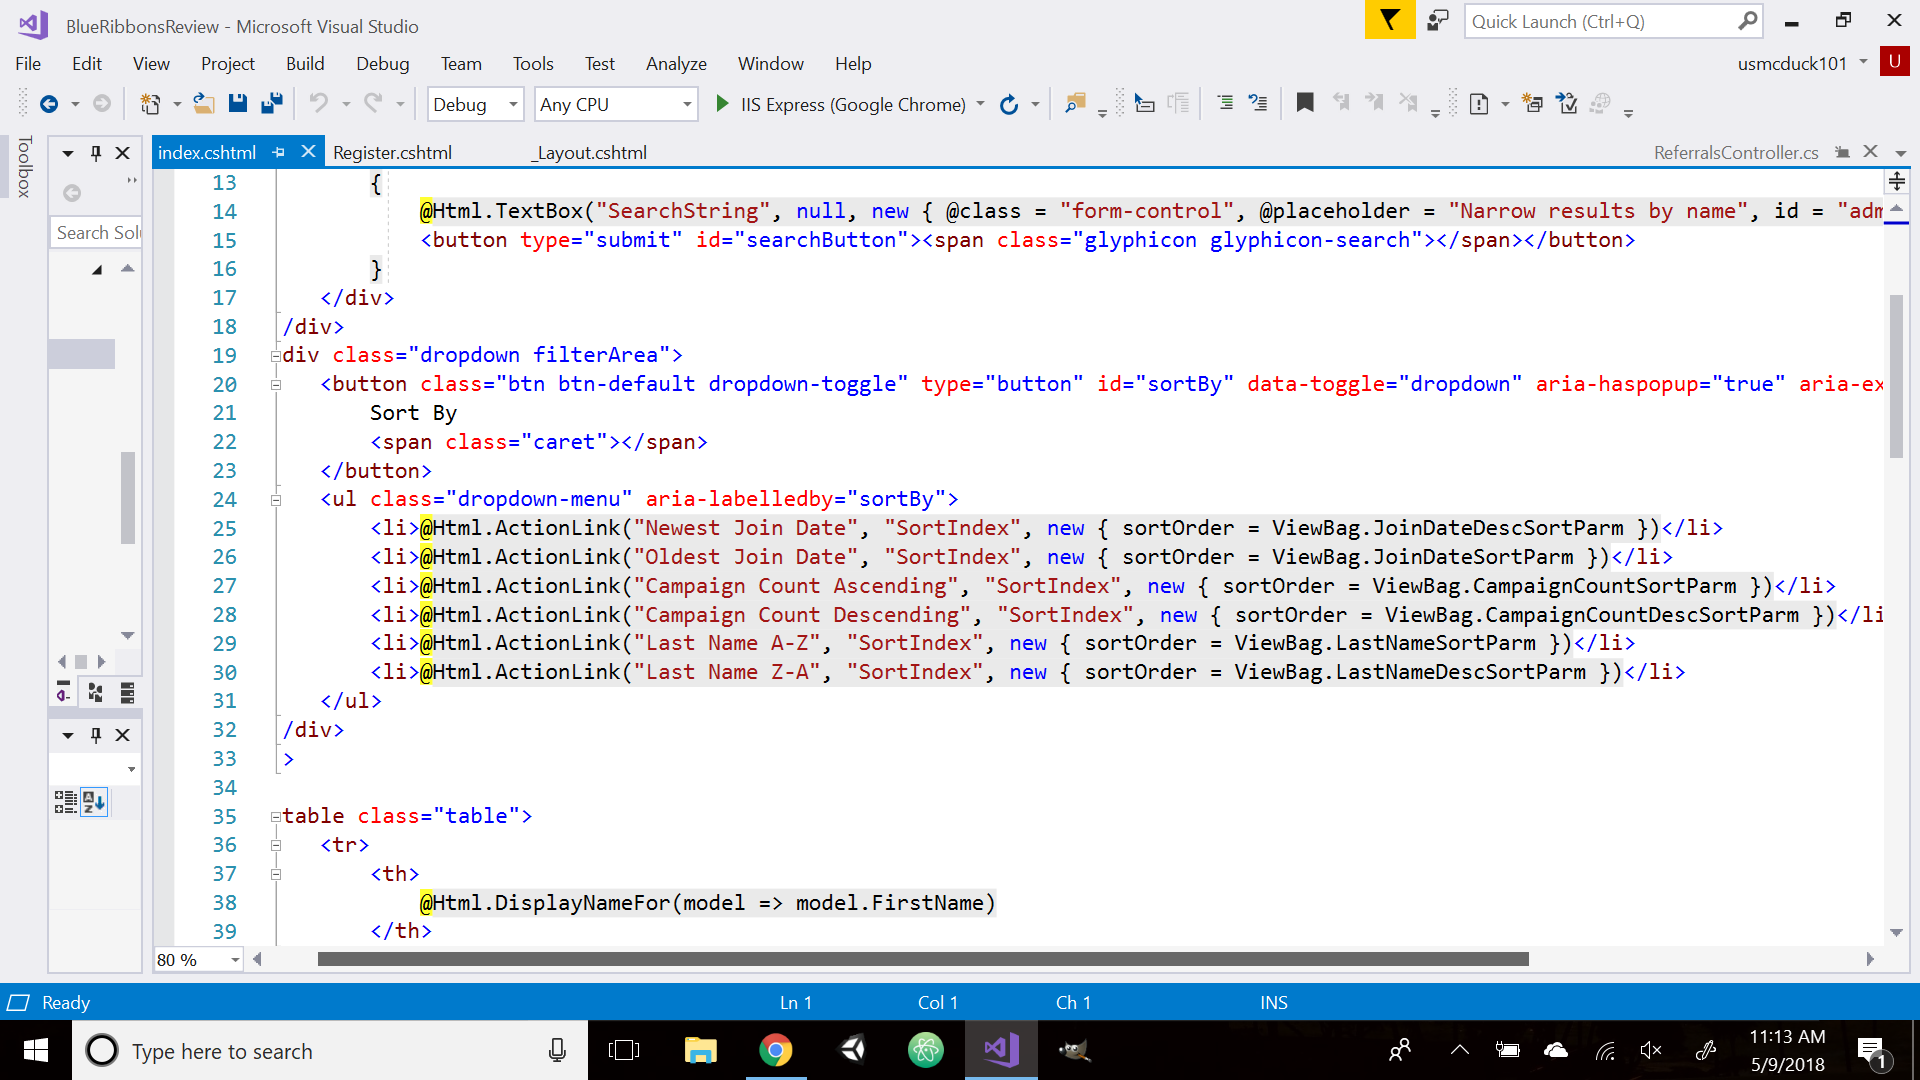 BlueRibbonsReview - Microsoft Visual Studio
Quick Launch (Ctrl+Q)
File Edit View Project Build Debug Team Tools Test Analyze Window Help
usmcduck101 U
Debug Any CPU IIS Express (Google Chrome)
Toolbox
index.cshtml Register.cshtml _Layout.cshtml ReferralsController.cs
Search Solu
13 {
14 @Html.TextBox("SearchString", null, new { @class = "form-control", @placeholder = "Narrow results by name", id = "adm
15 <button type="submit" id="searchButton"><span class="glyphicon glyphicon-search"></span></button>
16 }
17 </div>
18 /div>
19 div class="dropdown filterArea">
20 <button class="btn btn-default dropdown-toggle" type="button" id="sortBy" data-toggle="dropdown" aria-haspopup="true" aria-ex
21 Sort By
22 <span class="caret"></span>
23 </button>
24 <ul class="dropdown-menu" aria-labelledby="sortBy">
25 <li>@Html.ActionLink("Newest Join Date", "SortIndex", new { sortOrder = ViewBag.JoinDateDescSortParm })</li>
26 <li>@Html.ActionLink("Oldest Join Date", "SortIndex", new { sortOrder = ViewBag.JoinDateSortParm })</li>
27 <li>@Html.ActionLink("Campaign Count Ascending", "SortIndex", new { sortOrder = ViewBag.CampaignCountSortParm })</li>
28 <li>@Html.ActionLink("Campaign Count Descending", "SortIndex", new { sortOrder = ViewBag.CampaignCountDescSortParm })</li
29 <li>@Html.ActionLink("Last Name A-Z", "SortIndex", new { sortOrder = ViewBag.LastNameSortParm })</li>
30 <li>@Html.ActionLink("Last Name Z-A", "SortIndex", new { sortOrder = ViewBag.LastNameDescSortParm })</li>
31 </ul>
32 /div>
33 >
34
35 table class="table">
36 <tr>
37 <th>
38 @Html.DisplayNameFor(model => model.FirstName)
39 </th>
80 %
Ready Ln 1 Col 1 Ch 1 INS
Type here to search
11:13 AM
5/9/2018
1